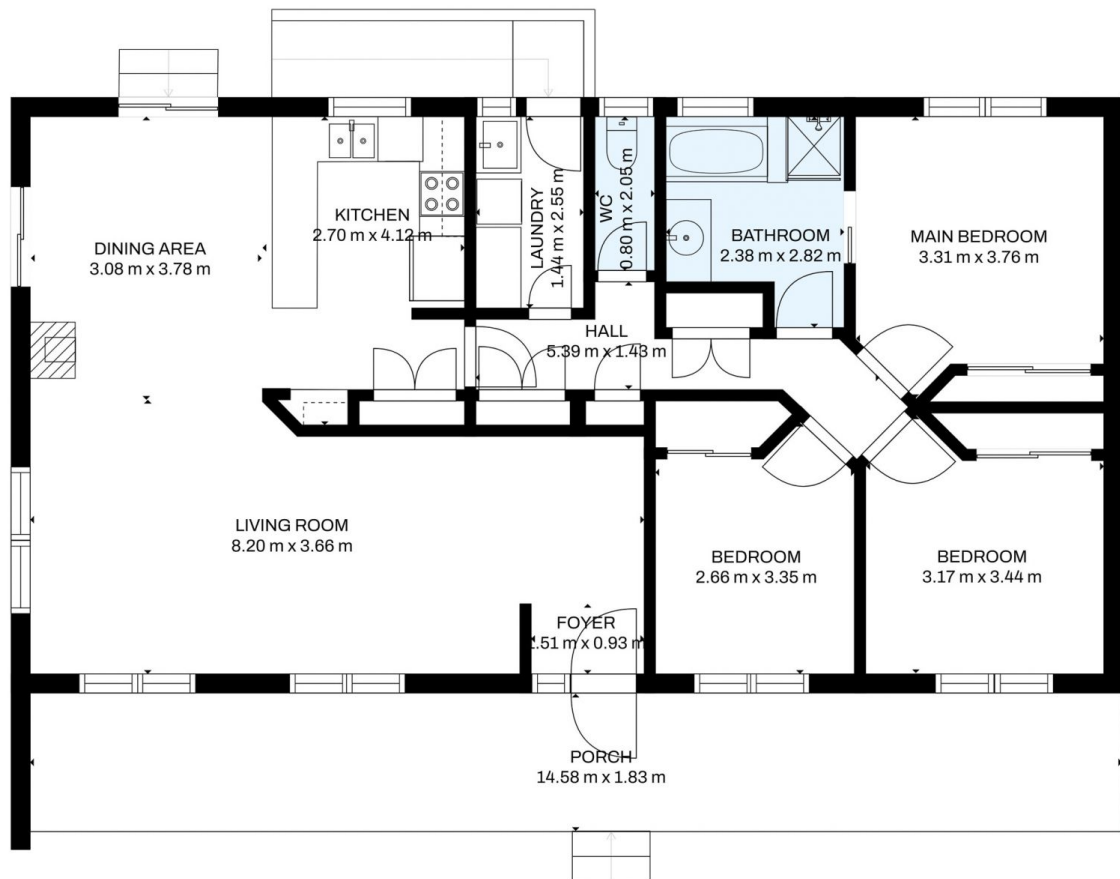 DINING AREA
3.08 m x 3.78 m
KITCHEN
2.70 m x 4.12 m
LAUNDRY
1.44 m x 2.55 m
WC
0.80 m x 2.05 m
BATHROOM
2.38 m x 2.82 m
MAIN BEDROOM
3.31 m x 3.76 m
HALL
5.39 m x 1.43 m
LIVING ROOM
8.20 m x 3.66 m
BEDROOM
2.66 m x 3.35 m
BEDROOM
3.17 m x 3.44 m
FOYER
1.51 m x 0.93 m
PORCH
14.58 m x 1.83 m